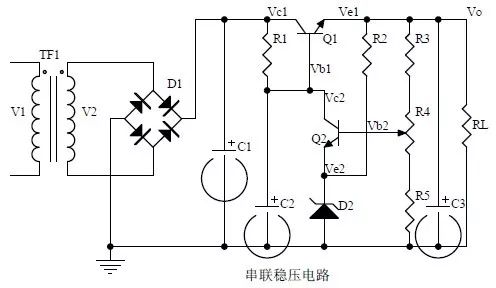 Vc1 Ve1 Vo
TF1 R1 Q1 R2 R3
D1 Vb1
V1 V2 Vc2 R4 RL
Q2 Vb2
C1 Ve2
C2 D2 R5 C3
串联稳压电路